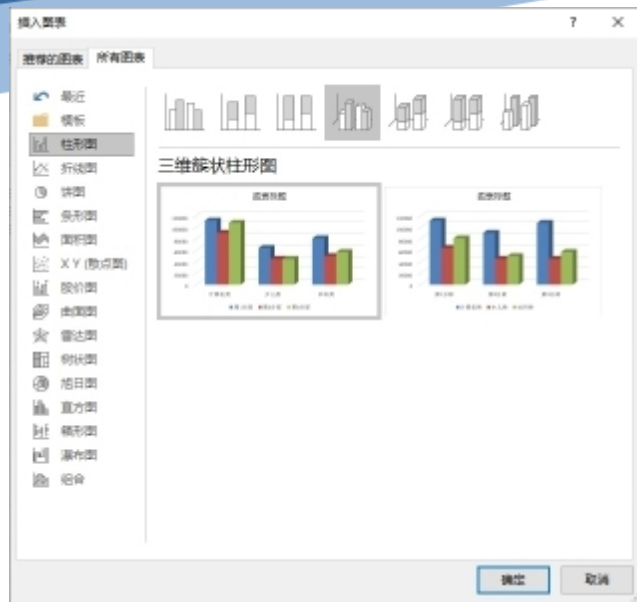 插入图表
? ×
推荐的图表 所有图表
最近
模板
柱形图
折线图
饼图
条形图
面积图
X Y (散点图)
股价图
曲面图
雷达图
树状图
旭日图
直方图
箱形图
瀑布图
组合
三维簇状柱形图
图表标题
图表标题
确定 取消